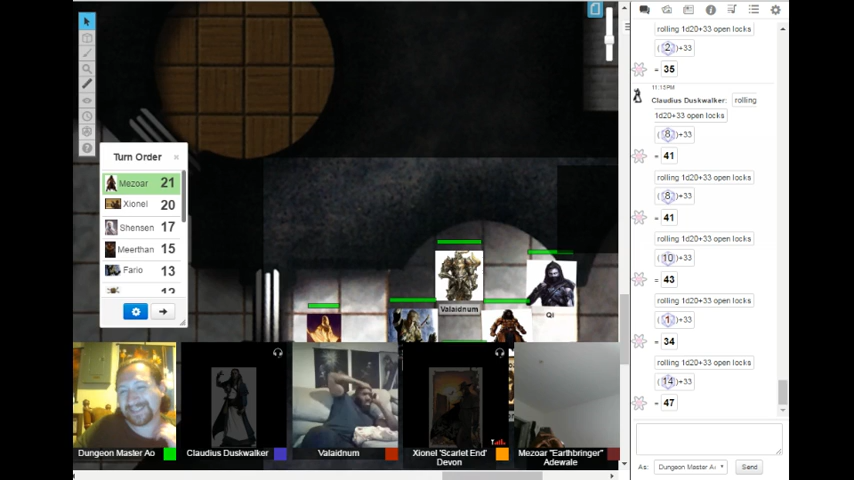 Turn Order ×
Mezoar 21
Xionel 20
Shensen 17
Meerthan 15
Fario 13
Valaidnum
QI
Dungeon Master Ao
Claudius Duskwalker
Valaidnum
Xionel 'Scarlet End'
Devon
Mezoar "Earthbringer"
Adewale
rolling 1d20+33 open locks
(2)+33
= 35
11:15PM
Claudius Duskwalker: rolling
1d20+33 open locks
(8)+33
= 41
rolling 1d20+33 open locks
(8)+33
= 41
rolling 1d20+33 open locks
(10)+33
= 43
rolling 1d20+33 open locks
(1)+33
= 34
rolling 1d20+33 open locks
(14)+33
= 47
As:
Send